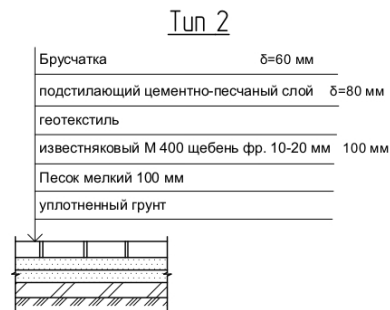 Тип 2
Брусчатка δ=60 мм
подстилающий цементно-песчаный слой δ=80 мм
геотекстиль
известняковый М 400 щебень фр. 10-20 мм 100 мм
Песок мелкий 100 мм
уплотненный грунт